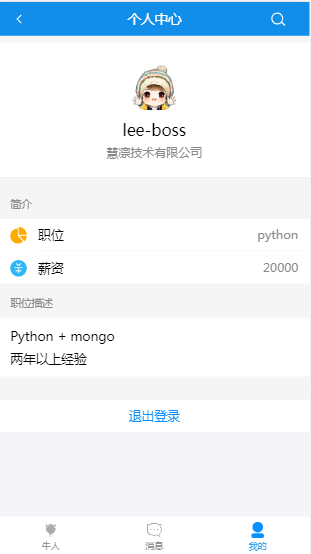 个人中心
lee-boss
慧凛技术有限公司
简介
职位 python
薪资 20000
职位描述
Python + mongo
两年以上经验
退出登录
牛人 消息 我的